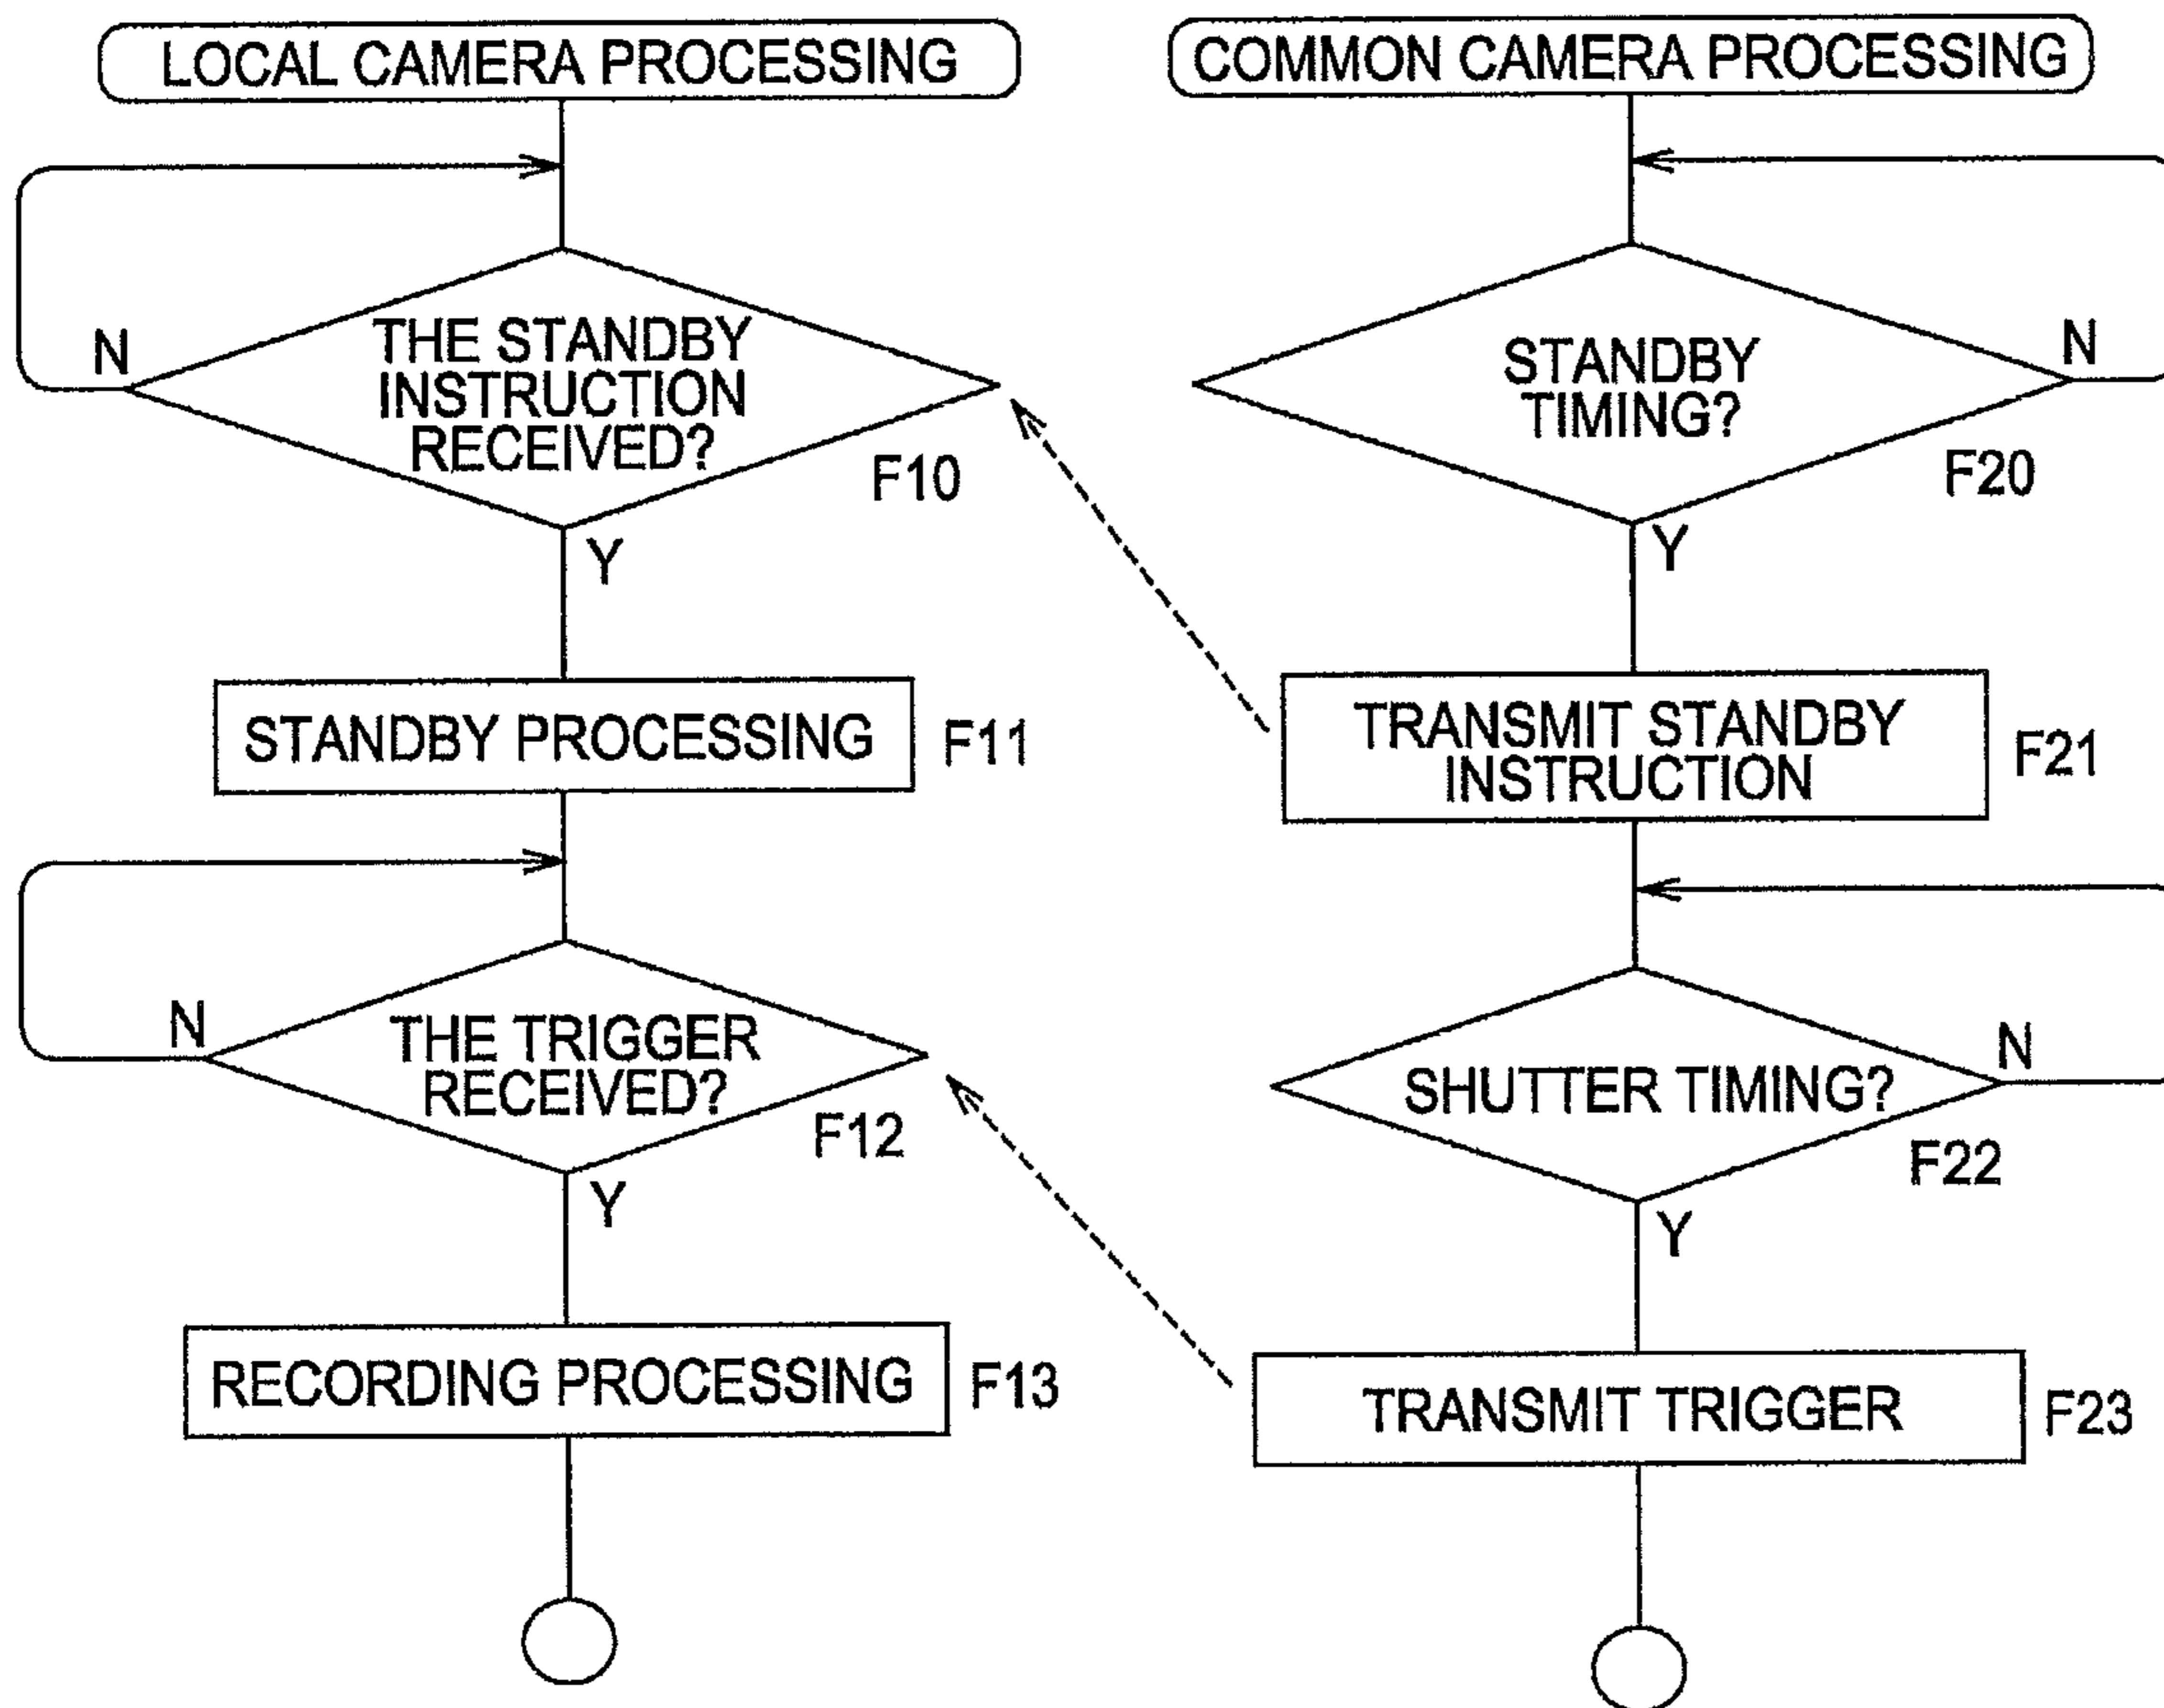 LOCAL CAMERA PROCESSING
N
THE STANDBY
INSTRUCTION
RECEIVED?
F10
Y
STANDBY PROCESSING
F11
N
THE TRIGGER
RECEIVED?
F12
Y
RECORDING PROCESSING
F13
COMMON CAMERA PROCESSING
STANDBY
TIMING?
N
F20
Y
TRANSMIT STANDBY
INSTRUCTION
F21
SHUTTER TIMING?
N
F22
Y
TRANSMIT TRIGGER
F23